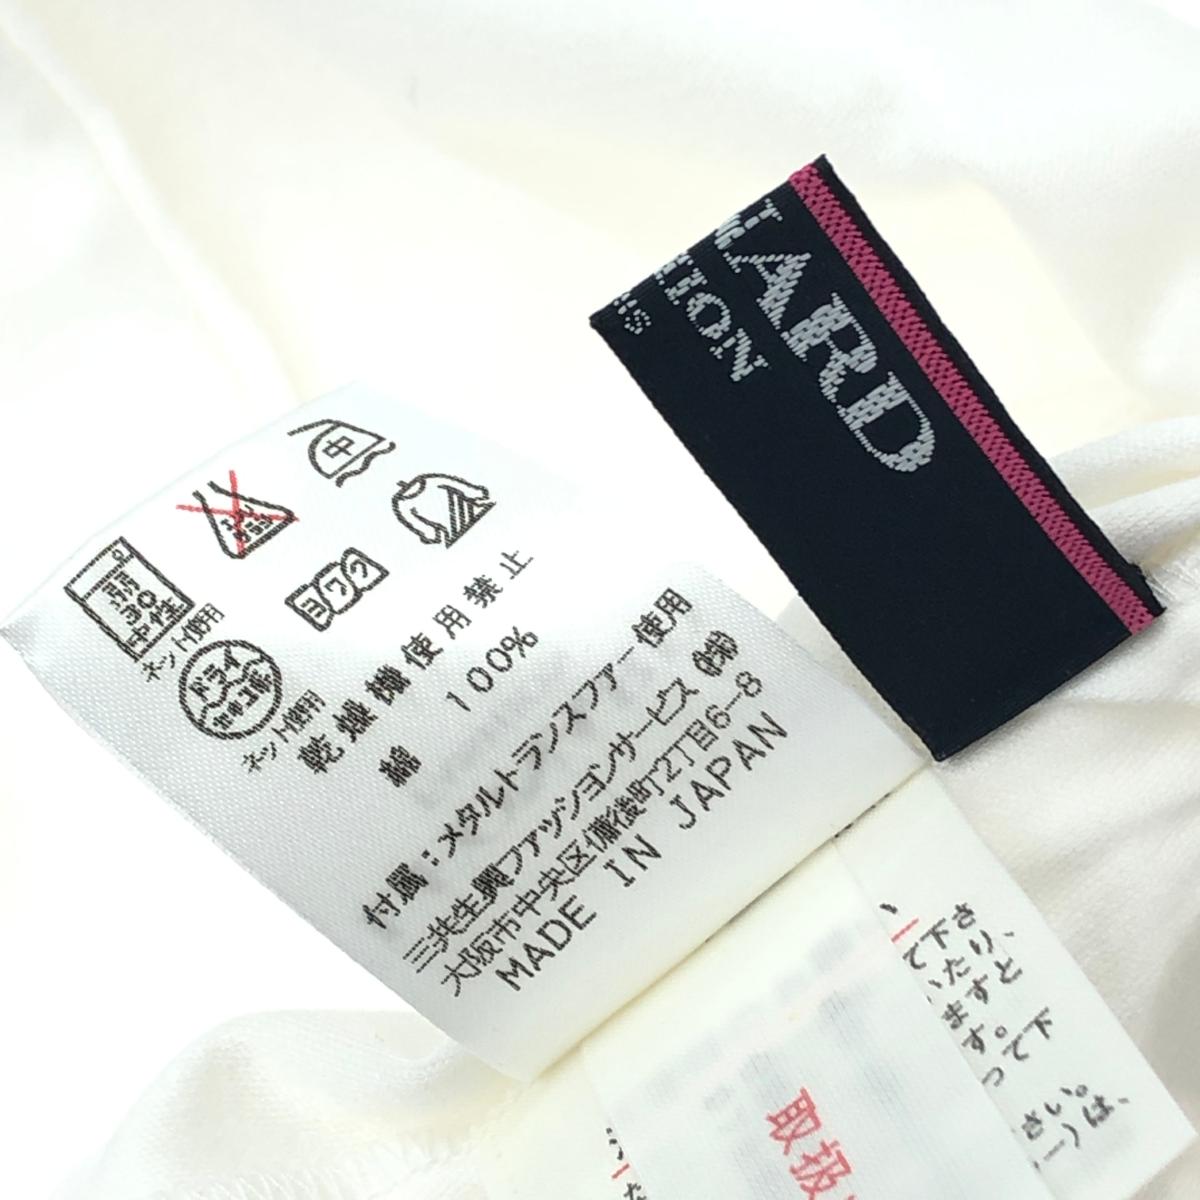 LARD
TION
NS
中
弱
30
中性
ネット使用
ヨワク
ドライ
セキユ系
ネット使用
乾燥機使用禁止
綿 100%
付属:メタルトランスファー使用
三共生興ファッションサービス(株)
大阪市中央区備後町2丁目6-8
MADE IN JAPAN
取扱